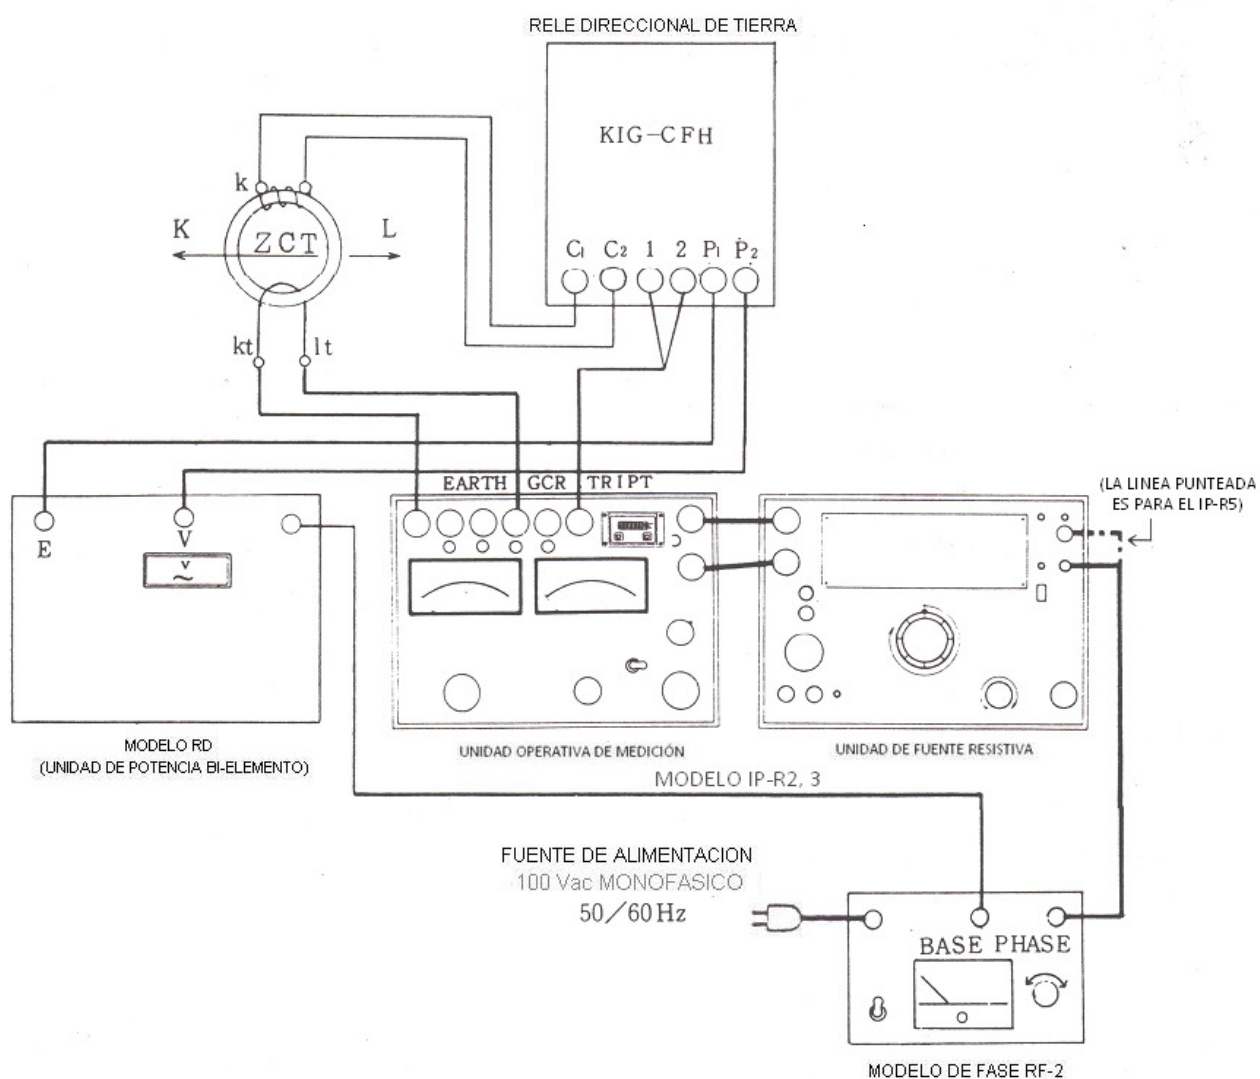 RELE DIRECCIONAL DE TIERRA
KIG-CFH
C1 C2 1 2 P1 P2
k
K ZCT L
kt lt
EARTH GCR TRIPT
E V
V
~
(LA LINEA PUNTEADA
ES PARA EL IP-R5)
MODELO RD
(UNIDAD DE POTENCIA BI-ELEMENTO)
UNIDAD OPERATIVA DE MEDICIÓN
UNIDAD DE FUENTE RESISTIVA
MODELO IP-R2, 3
FUENTE DE ALIMENTACION
100 Vac MONOFASICO
50/60Hz
BASE PHASE
MODELO DE FASE RF-2